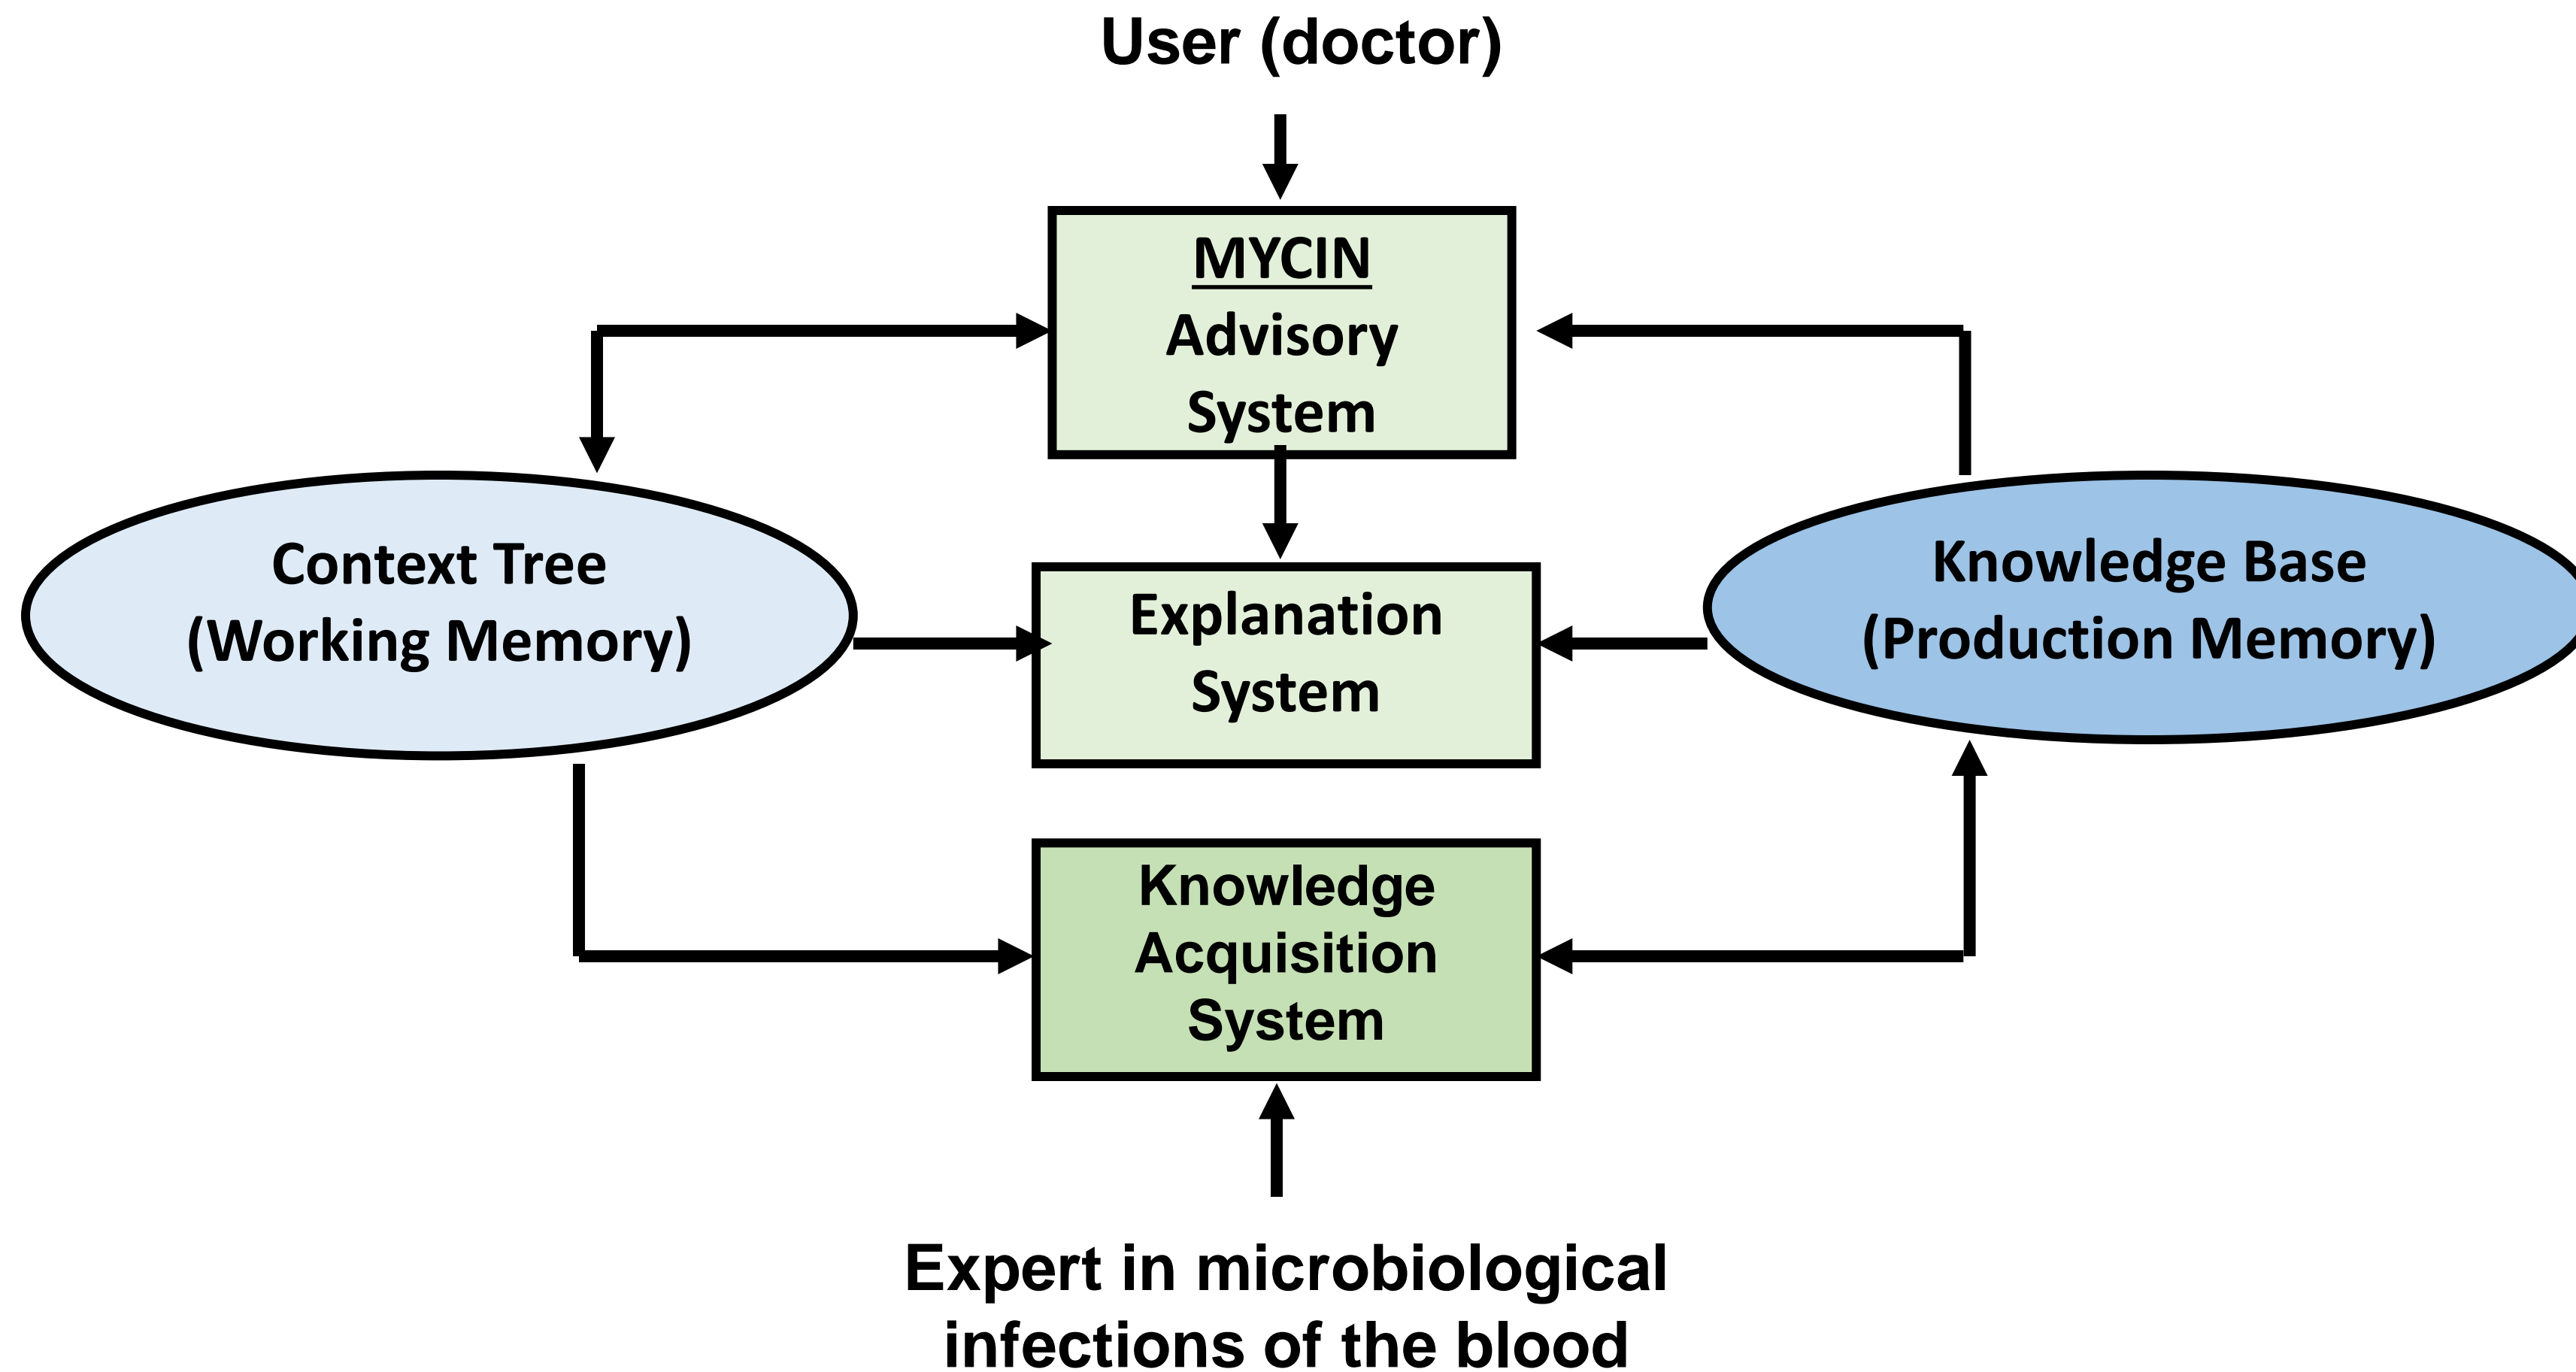 User (doctor)
MYCIN
Advisory
System
Context Tree
(Working Memory)
Explanation
System
Knowledge Base
(Production Memory)
Knowledge
Acquisition
System
Expert in microbiological
infections of the blood